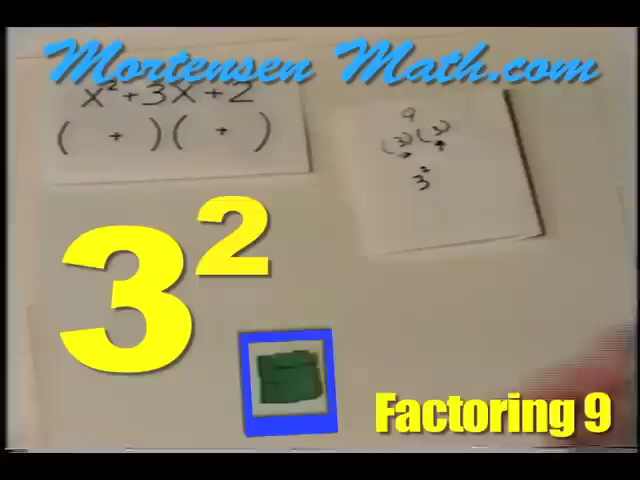 Mortensen Math.com
x²+3x+2
( + )( + )
9
(3)(3)
3²
3²
Factoring 9